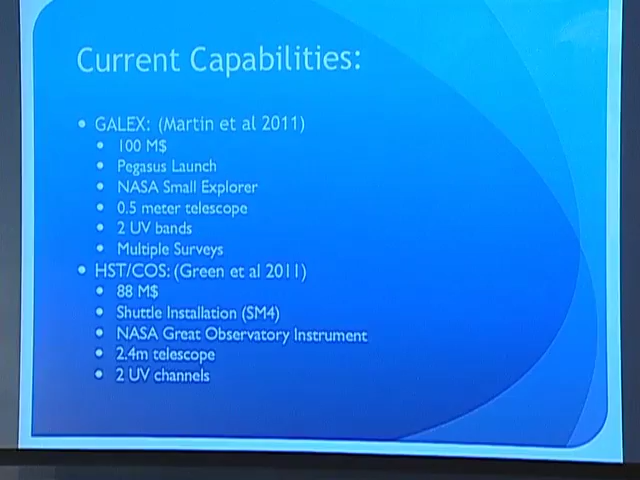 Current Capabilities:
• GALEX: (Martin et al 2011)
• 100 M$
• Pegasus Launch
• NASA Small Explorer
• 0.5 meter telescope
• 2 UV bands
• Multiple Surveys
• HST/COS: (Green et al 2011)
• 88 M$
• Shuttle Installation (SM4)
• NASA Great Observatory Instrument
• 2.4m telescope
• 2 UV channels